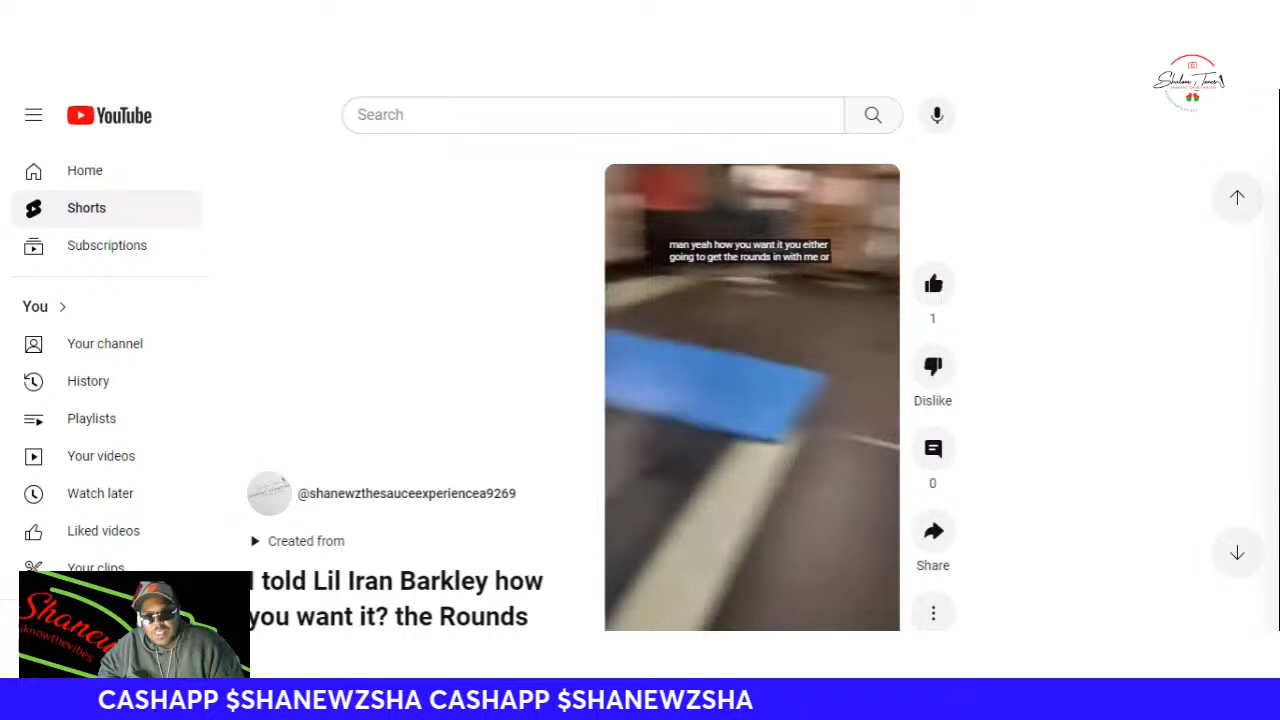 YouTube
Search
Home
Shorts
Subscriptions
You
Your channel
History
Playlists
Your videos
Watch later
Liked videos
Your clips
man yeah how you want it you either
going to get the rounds in with me or
1
Dislike
0
Share
@shanewzthesauceexperiencea9269
Created from
I told Lil Iran Barkley how
you want it? the Rounds
Shanew
iknowthevibes
CASHAPP $SHANEWZSHA CASHAPP $SHANEWZSHA